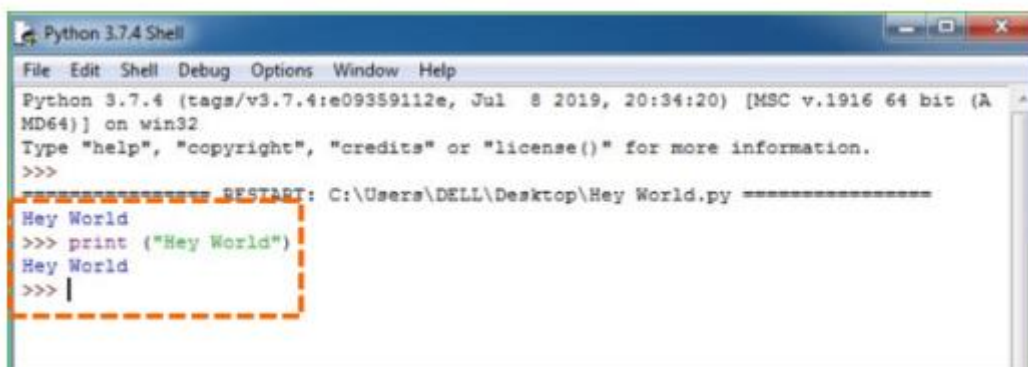 Python 3.7.4 Shell
File Edit Shell Debug Options Window Help
Python 3.7.4 (tags/v3.7.4:e09359112e, Jul  8 2019, 20:34:20) [MSC v.1916 64 bit (A
MD64)] on win32
Type "help", "copyright", "credits" or "license()" for more information.
>>>
================ RESTART: C:\Users\DELL\Desktop\Hey World.py ================
Hey World
>>> print ("Hey World")
Hey World
>>>